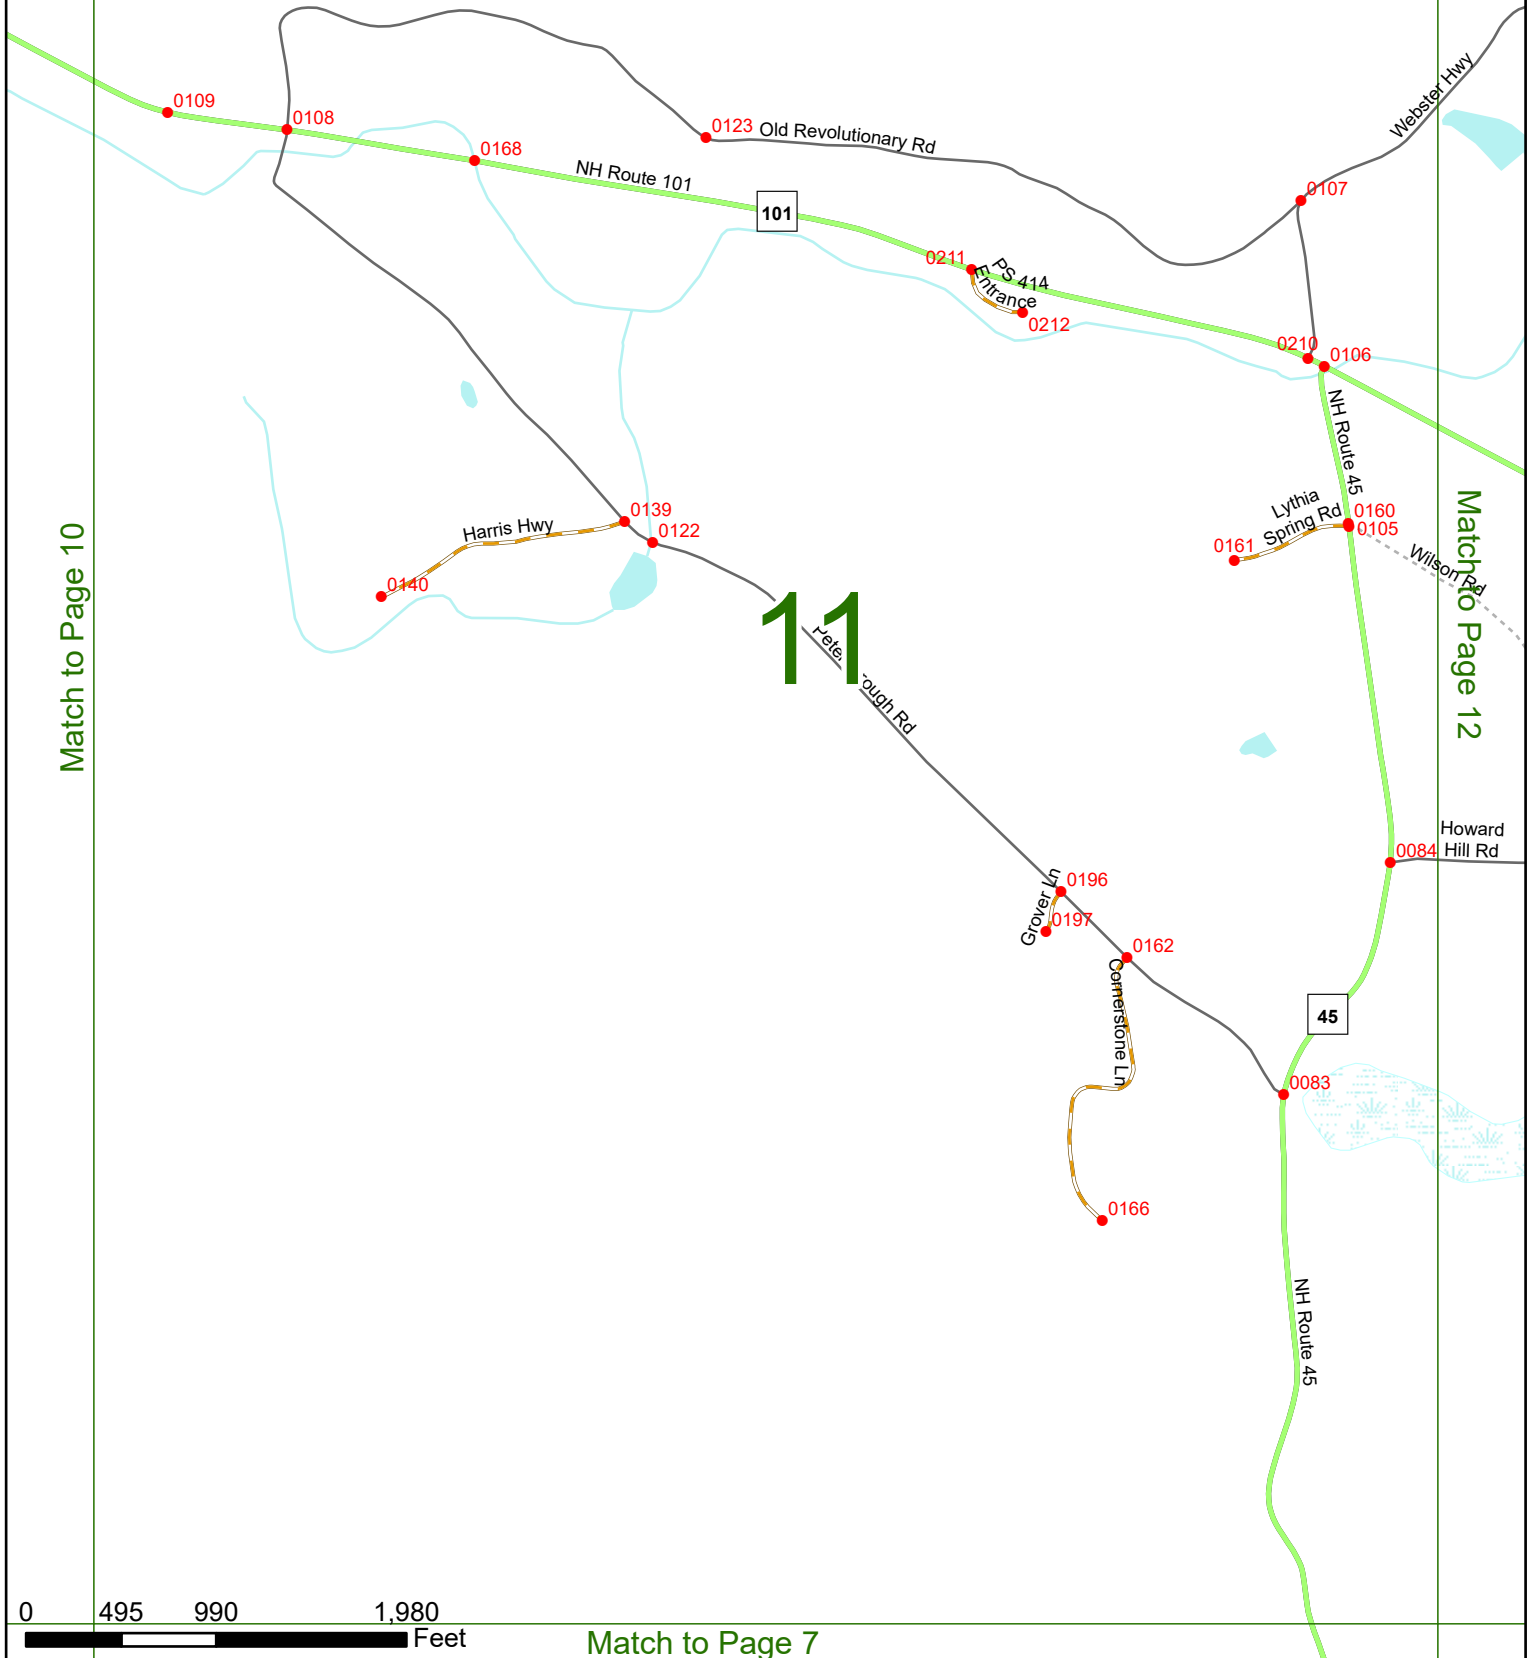 0109
0108
0168
0123
Old Revolutionary Rd
Webster Hwy
NH Route 101
101
0107
0211
PS 414
Entrance
0212
0210
0106
NH Route 45
Lythia
Spring Rd
0160
0105
0161
Wilson Rd
0139
Harris Hwy
0122
0140
Match to Page 10
Match to Page 12
11
Pete
ough Rd
Howard
Hill Rd
0084
0196
Grover Ln
0197
0162
Cornerstone Ln
45
0083
0166
NH Route 45
0 495 990 1,980
Feet
Match to Page 7